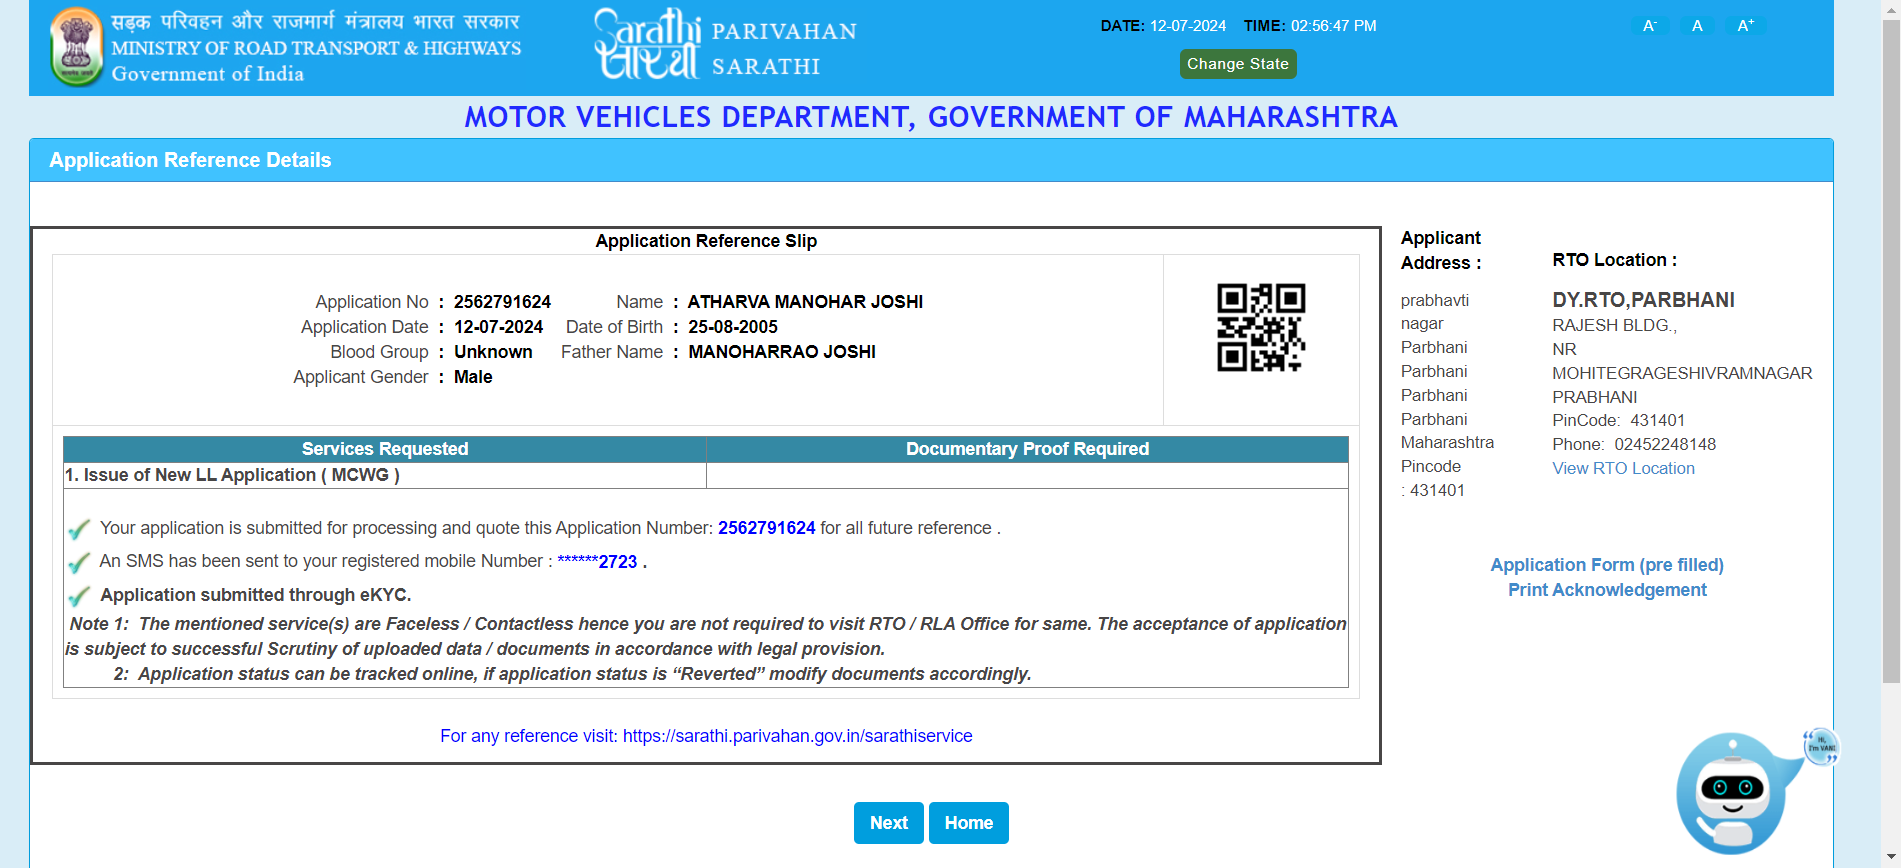 सड़क परिवहन और राजमार्ग मंत्रालय भारत सरकार
MINISTRY OF ROAD TRANSPORT & HIGHWAYS
Government of India
Sarathi
सारथी
PARIVAHAN
SARATHI
DATE: 12-07-2024 TIME: 02:56:47 PM
Change State
A- A A+
MOTOR VEHICLES DEPARTMENT, GOVERNMENT OF MAHARASHTRA
Application Reference Details
Application Reference Slip
Application No : 2562791624 Name : ATHARVA MANOHAR JOSHI
Application Date : 12-07-2024 Date of Birth : 25-08-2005
Blood Group : Unknown Father Name : MANOHARRAO JOSHI
Applicant Gender : Male
Services Requested Documentary Proof Required
1. Issue of New LL Application ( MCWG )
Your application is submitted for processing and quote this Application Number: 2562791624 for all future reference .
An SMS has been sent to your registered mobile Number : ******2723 .
Application submitted through eKYC.
Note 1: The mentioned service(s) are Faceless / Contactless hence you are not required to visit RTO / RLA Office for same. The acceptance of application
is subject to successful Scrutiny of uploaded data / documents in accordance with legal provision.
2: Application status can be tracked online, if application status is “Reverted” modify documents accordingly.
For any reference visit: https://sarathi.parivahan.gov.in/sarathiservice
Applicant
Address :
prabhavti
nagar
Parbhani
Parbhani
Parbhani
Parbhani
Maharashtra
Pincode
: 431401
RTO Location :
DY.RTO,PARBHANI
RAJESH BLDG.,
NR
MOHITEGRAGESHIVRAMNAGAR
PRABHANI
PinCode: 431401
Phone: 02452248148
View RTO Location
Application Form (pre filled)
Print Acknowledgement
Hi,
I'm VANI
Next Home